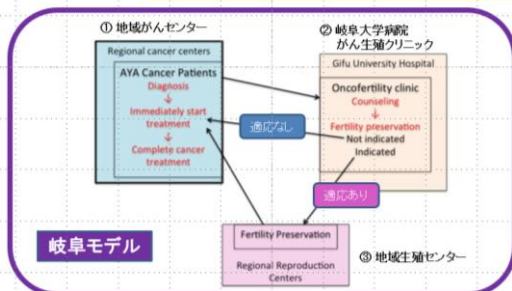 ① 地域がんセンター
Regional cancer centers
AYA Cancer Patients
Diagnosis
↓
Immediately start
treatment
↓
Complete cancer
treatment
② 岐阜大学病院
がん生殖クリニック
Gifu University Hospital
Oncofertility clinic
Counseling
↓
Fertility preservation
Not indicated
Indicated
適応なし
適応あり
Fertility Preservation
Regional Reproduction
Centers
③ 地域生殖センター
岐阜モデル